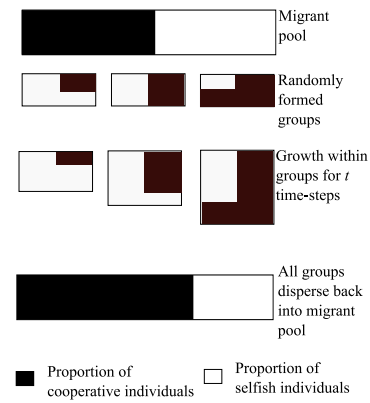 Migrant
pool
Randomly
formed
groups
Growth within
groups for t
time-steps
All groups
disperse back
into migrant
pool
Proportion of
cooperative individuals
Proportion of
selfish individuals